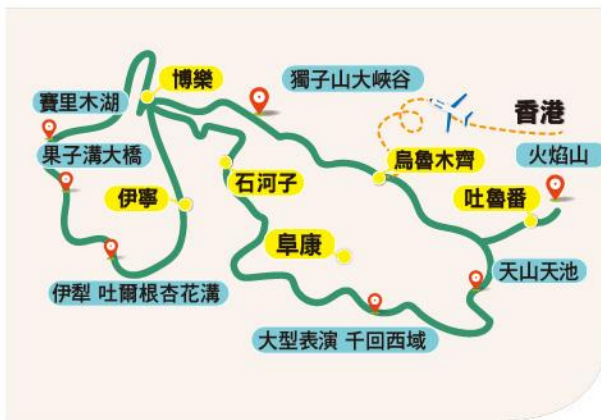 博樂
獨子山大峽谷
賽里木湖
香港
果子溝大橋
烏魯木齊
火焰山
石河子
伊寧
吐魯番
阜康
天山天池
伊犁 吐爾根杏花溝
大型表演 千回西域